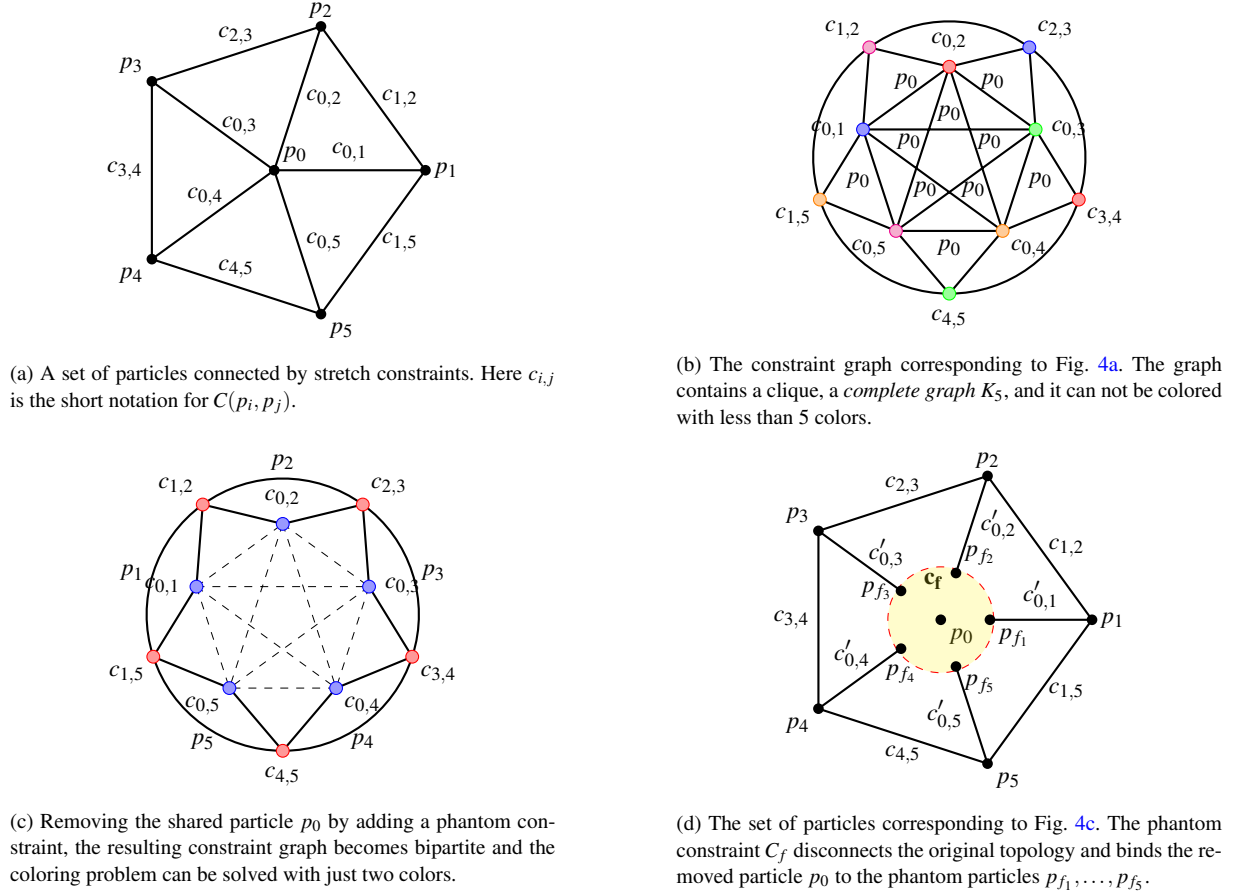 p2
c2,3
p3
c1,2
c0,2
c0,3
p0
c0,1
p1
c3,4
c0,4
c0,5
c1,5
p4
c4,5
p5
(a) A set of particles connected by stretch constraints. Here ci,j
is the short notation for C(pi, pj).
c1,2
c0,2
c2,3
p0
p0
p0
c0,1
p0
p0
c0,3
p0
p0
p0
p0
c1,5
c3,4
c0,5
p0
c0,4
c4,5
(b) The constraint graph corresponding to Fig. 4a. The graph
contains a clique, a complete graph K5, and it can not be colored
with less than 5 colors.
p2
c1,2
c0,2
c2,3
p1
c0,1
c0,3
p3
c1,5
c3,4
c0,5
c0,4
p5
p4
c4,5
(c) Removing the shared particle p0 by adding a phantom con-
straint, the resulting constraint graph becomes bipartite and the
coloring problem can be solved with just two colors.
p2
c2,3
p3
c′0,2
c1,2
c′0,3
pf2
cf
pf3
c′0,1
c3,4
p0
pf1
p1
c′0,4
pf4
pf5
c1,5
c′0,5
p4
c4,5
p5
(d) The set of particles corresponding to Fig. 4c. The phantom
constraint Cf disconnects the original topology and binds the re-
moved particle p0 to the phantom particles pf1, . . . , pf5.